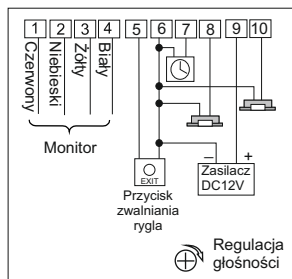 1 2 3 4 5 6 7 8 9 10
Czerwony
Niebieski
Żółty
Biały
Monitor
EXIT
Przycisk
zwalniania
rygla
– +
Zasilacz
DC12V
Regulacja
głośności